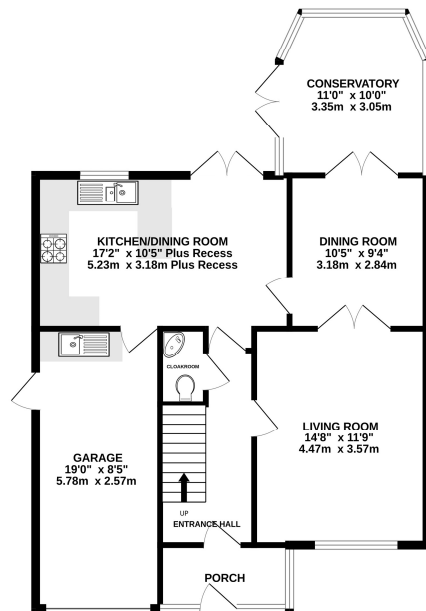 CONSERVATORY
11'0" x 10'0"
3.35m x 3.05m
KITCHEN/DINING ROOM
17'2" x 10'5" Plus Recess
5.23m x 3.18m Plus Recess
DINING ROOM
10'5" x 9'4"
3.18m x 2.84m
CLOAKROOM
LIVING ROOM
14'8" x 11'9"
4.47m x 3.57m
GARAGE
19'0" x 8'5"
5.78m x 2.57m
UP
ENTRANCE HALL
PORCH